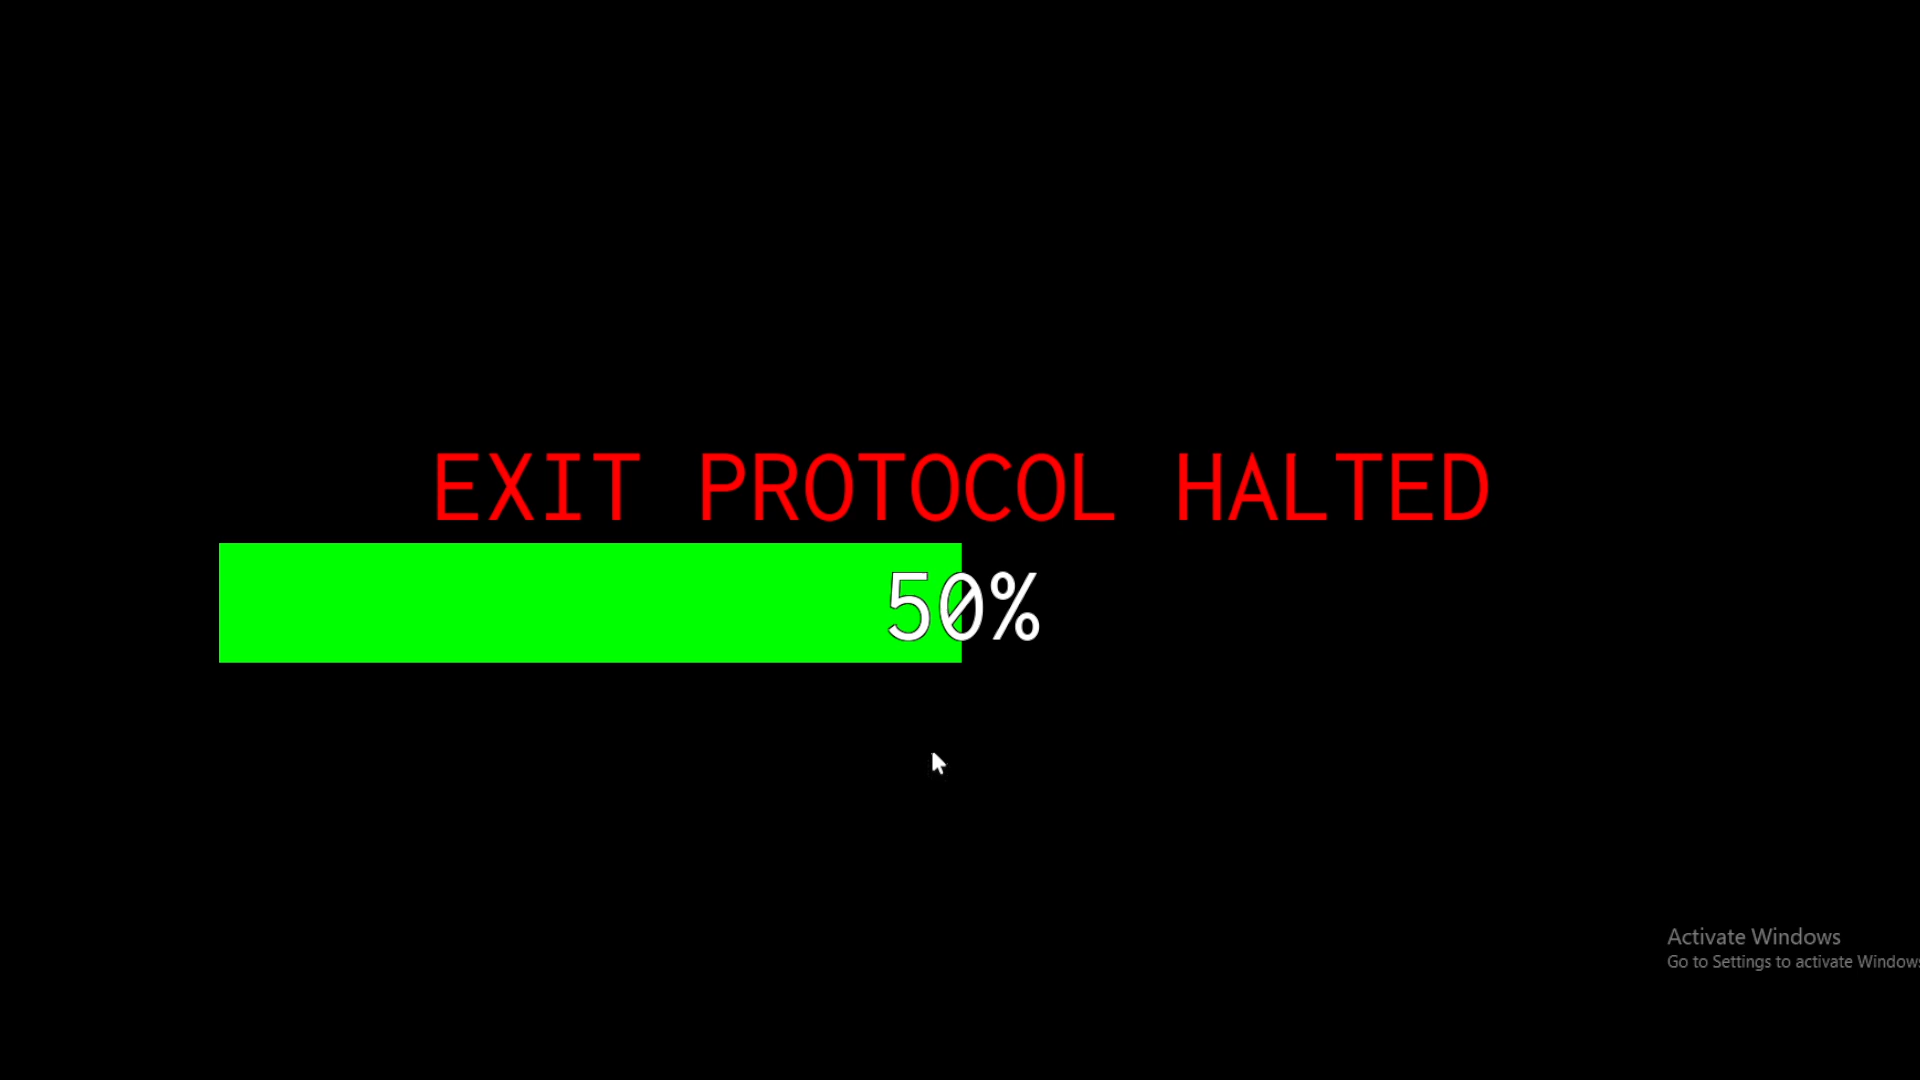 EXIT PROTOCOL HALTED
50%
Activate Windows
Go to Settings to activate Windows